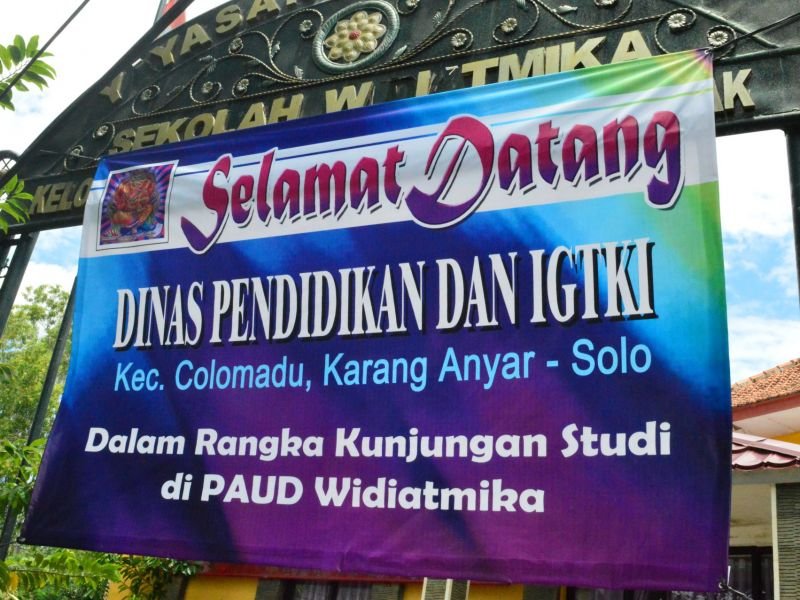 YAYASAN
SEKOLAH
Selamat Datang
DINAS PENDIDIKAN DAN IGTKI
Kec. Colomadu, Karang Anyar - Solo
Dalam Rangka Kunjungan Studi
di PAUD Widiatmika